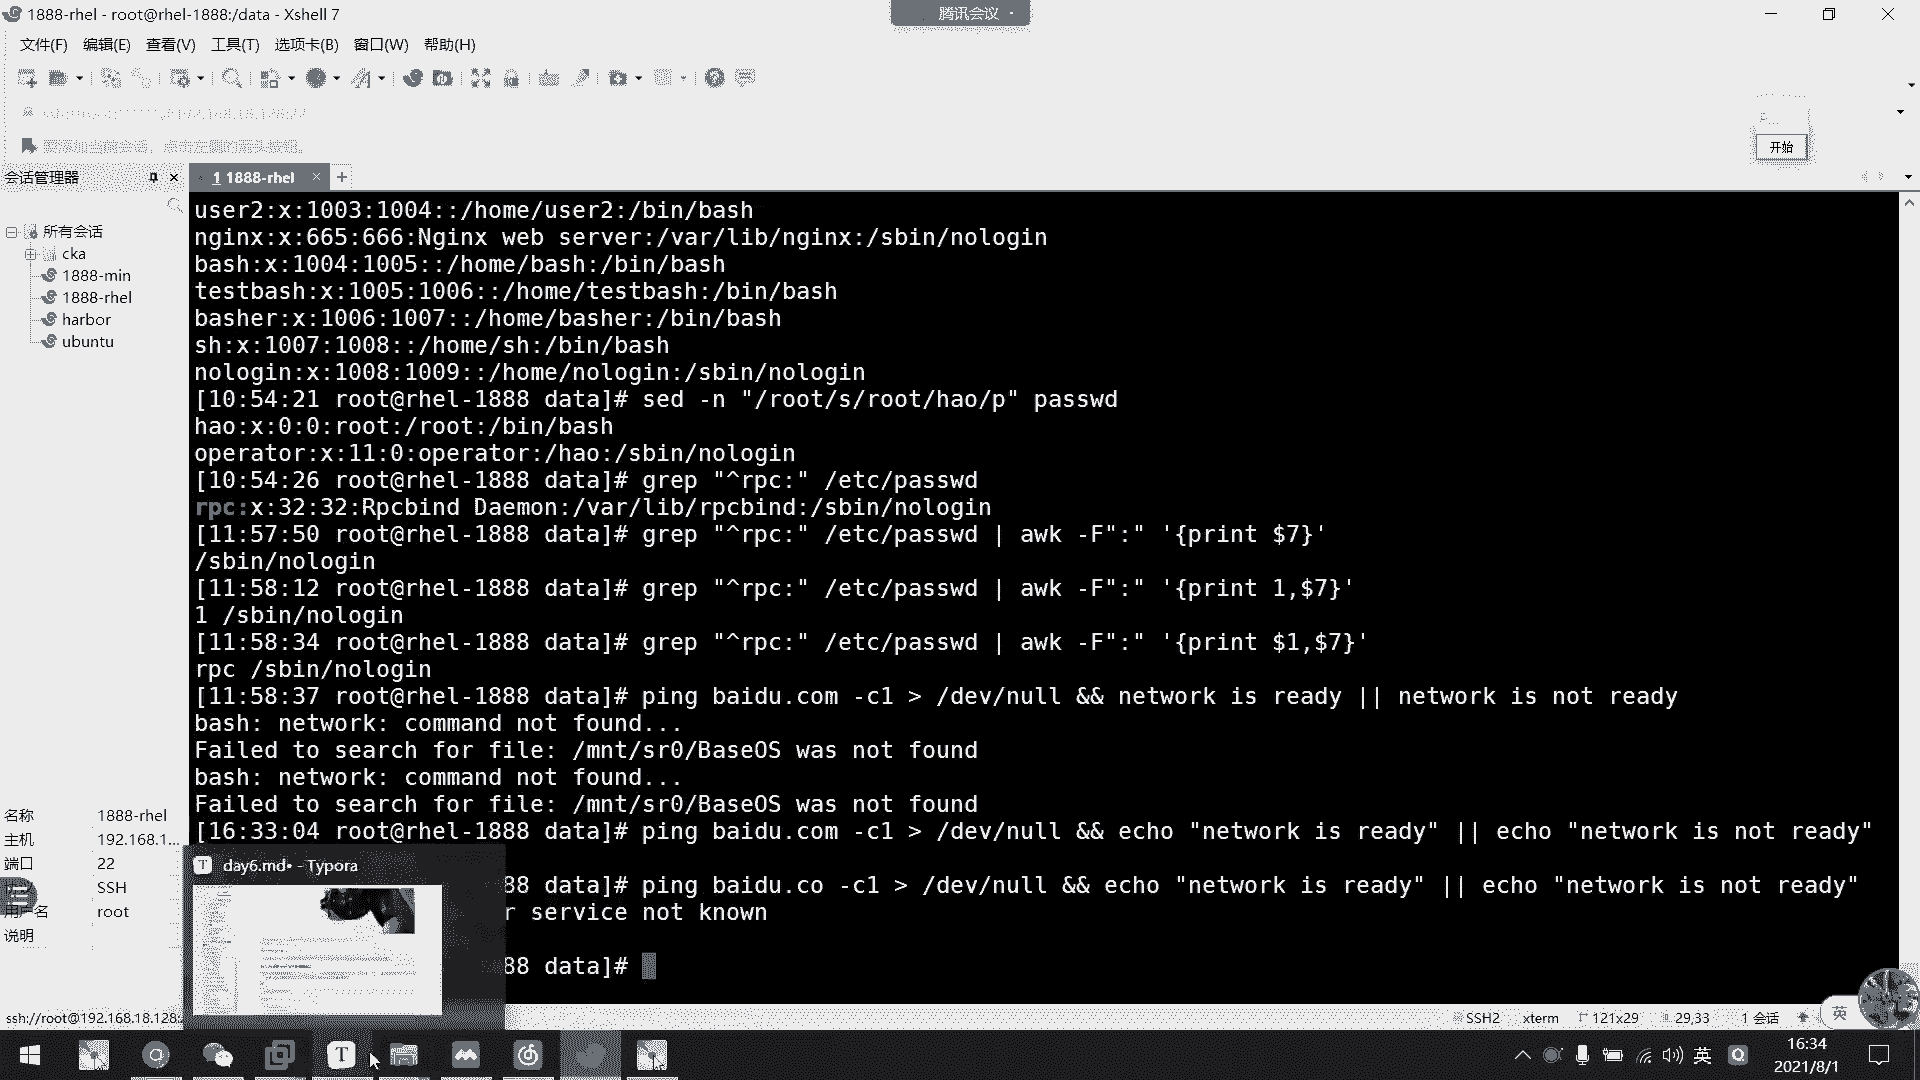 1888-rhel - root@rhel-1888:/data - Xshell 7
腾讯会议
文件(F) 编辑(E) 查看(V) 工具(T) 选项卡(B) 窗口(W) 帮助(H)
开始
会话管理器
1 1888-rhel
所有会话
cka
1888-min
1888-rhel
harbor
ubuntu
user2:x:1003:1004::/home/user2:/bin/bash
nginx:x:665:666:Nginx web server:/var/lib/nginx:/sbin/nologin
bash:x:1004:1005::/home/bash:/bin/bash
testbash:x:1005:1006::/home/testbash:/bin/bash
basher:x:1006:1007::/home/basher:/bin/bash
sh:x:1007:1008::/home/sh:/bin/bash
nologin:x:1008:1009::/home/nologin:/sbin/nologin
[10:54:21 root@rhel-1888 data]# sed -n "/root/s/root/hao/p" passwd
hao:x:0:0:root:/root:/bin/bash
operator:x:11:0:operator:/hao:/sbin/nologin
[10:54:26 root@rhel-1888 data]# grep "^rpc:" /etc/passwd
rpc:x:32:32:Rpcbind Daemon:/var/lib/rpcbind:/sbin/nologin
[11:57:50 root@rhel-1888 data]# grep "^rpc:" /etc/passwd | awk -F":" '{print $7}'
/sbin/nologin
[11:58:12 root@rhel-1888 data]# grep "^rpc:" /etc/passwd | awk -F":" '{print 1,$7}'
1 /sbin/nologin
[11:58:34 root@rhel-1888 data]# grep "^rpc:" /etc/passwd | awk -F":" '{print $1,$7}'
rpc /sbin/nologin
[11:58:37 root@rhel-1888 data]# ping baidu.com -c1 > /dev/null && network is ready || network is not ready
bash: network: command not found...
Failed to search for file: /mnt/sr0/BaseOS was not found
bash: network: command not found...
Failed to search for file: /mnt/sr0/BaseOS was not found
[16:33:04 root@rhel-1888 data]# ping baidu.com -c1 > /dev/null && echo "network is ready" || echo "network is not ready"
88 data]# ping baidu.co -c1 > /dev/null && echo "network is ready" || echo "network is not ready"
r service not known
88 data]#
名称 1888-rhel
主机 192.168.1...
端口 22
SSH
用户名 root
说明
day6.md• - Typora
ssh://root@192.168.18.128:
SSH2 xterm 121x29 29,33 1 会话
英
英
16:34
2021/8/1